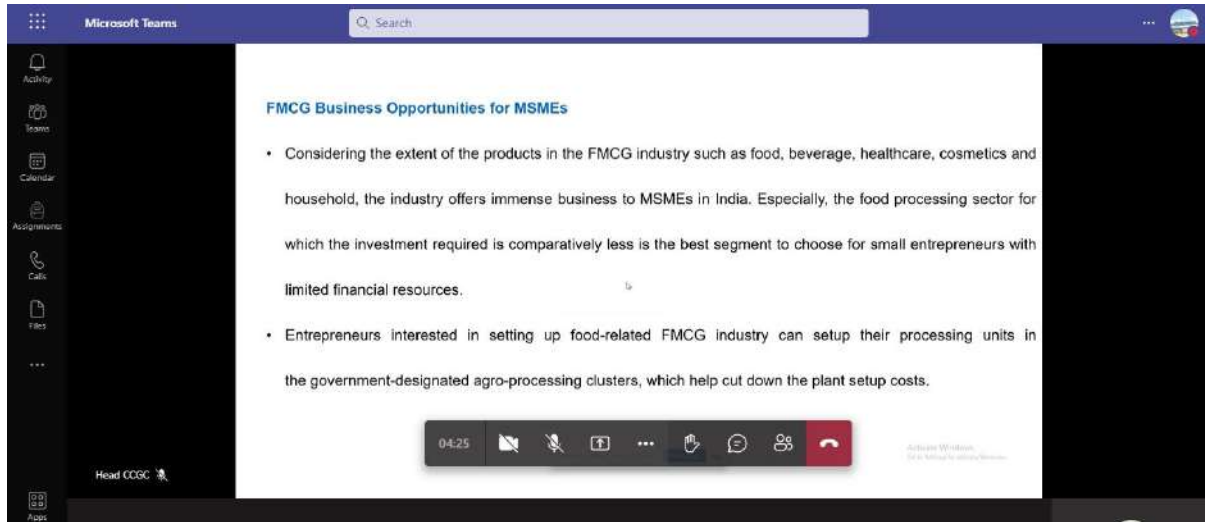 Microsoft Teams
Search
Activity
Teams
Calendar
Assignments
Calls
Files
Apps
FMCG Business Opportunities for MSMEs
• Considering the extent of the products in the FMCG industry such as food, beverage, healthcare, cosmetics and
household, the industry offers immense business to MSMEs in India. Especially, the food processing sector for
which the investment required is comparatively less is the best segment to choose for small entrepreneurs with
limited financial resources.
• Entrepreneurs interested in setting up food-related FMCG industry can setup their processing units in
the government-designated agro-processing clusters, which help cut down the plant setup costs.
04:25
Activate Windows
Head CCGC